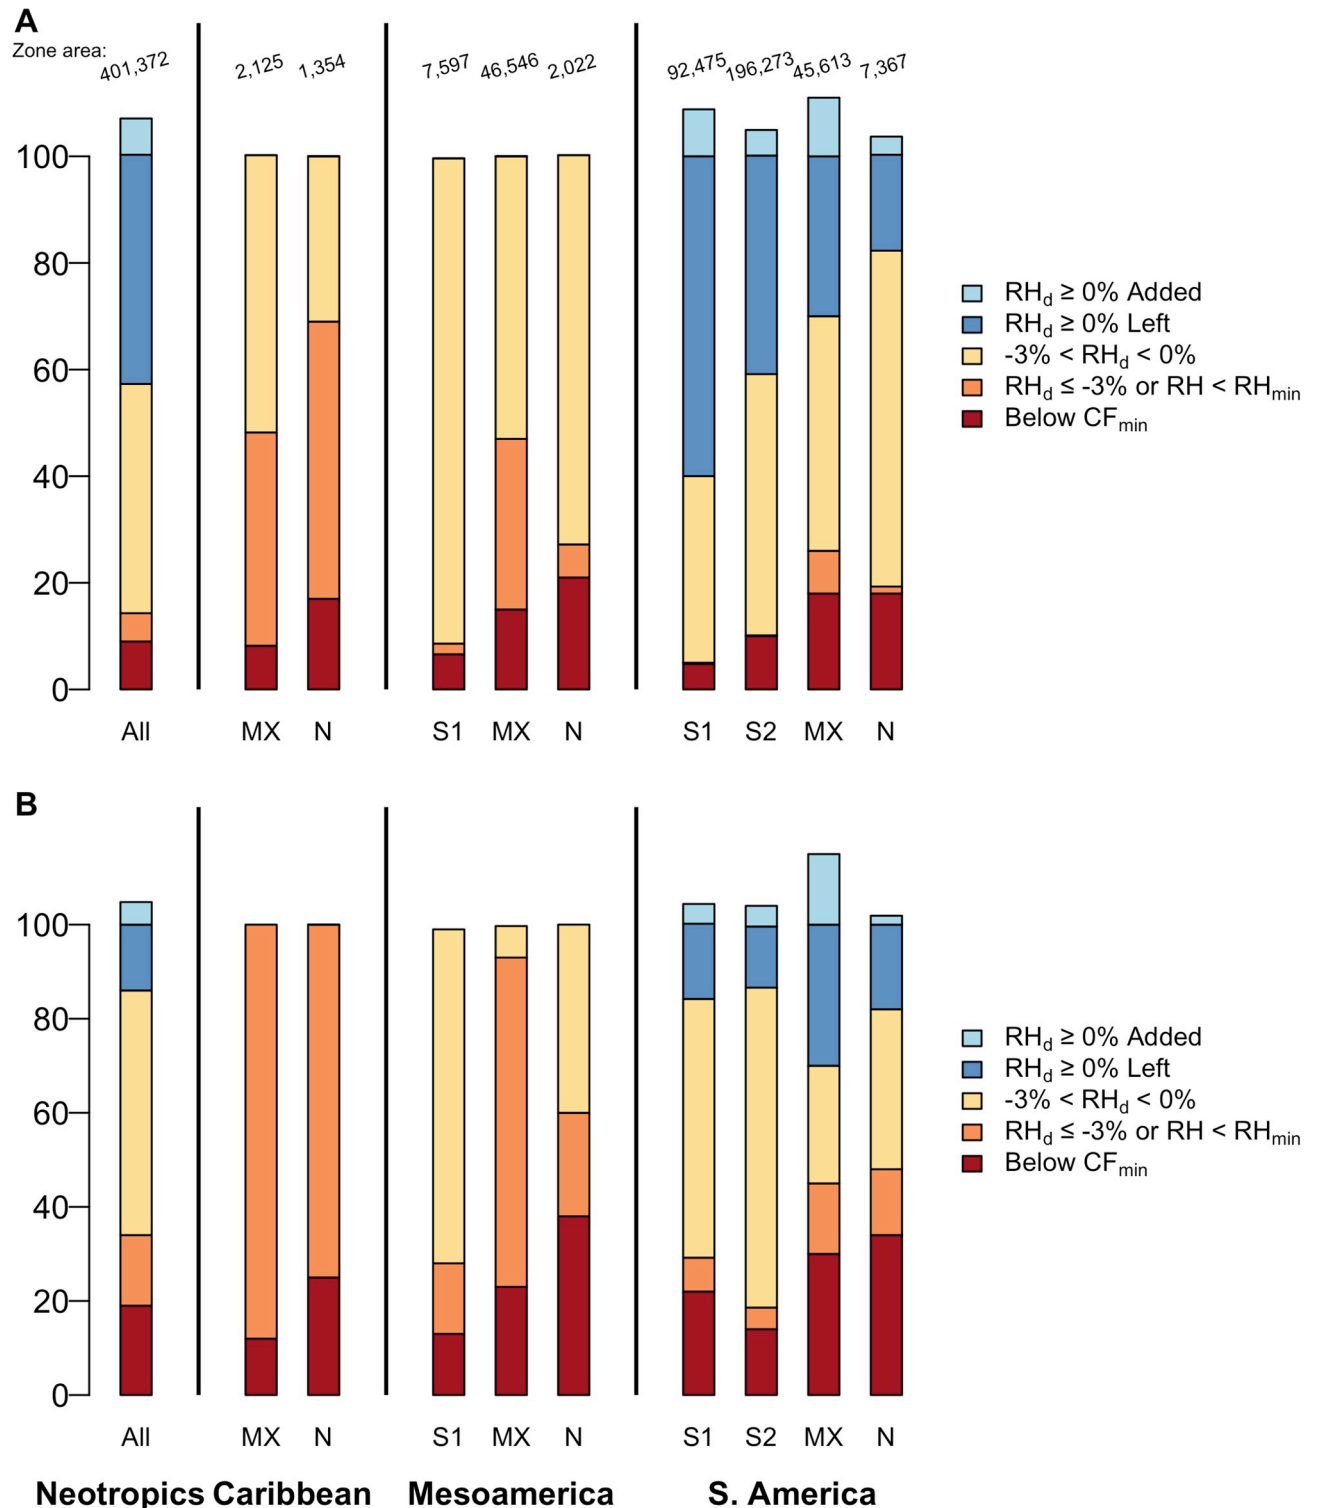 A
Zone area:
401,372 2,125 1,354 7,597 46,546 2,022 92,475 196,273 45,613 7,367
100
80
60
40
20
0
RHd ≥ 0% Added
RHd ≥ 0% Left
-3% < RHd < 0%
RHd ≤ -3% or RH < RHmin
Below CFmin
All MX N S1 MX N S1 S2 MX N
B
100
80
60
40
20
0
RHd ≥ 0% Added
RHd ≥ 0% Left
-3% < RHd < 0%
RHd ≤ -3% or RH < RHmin
Below CFmin
All MX N S1 MX N S1 S2 MX N
Neotropics Caribbean Mesoamerica S. America